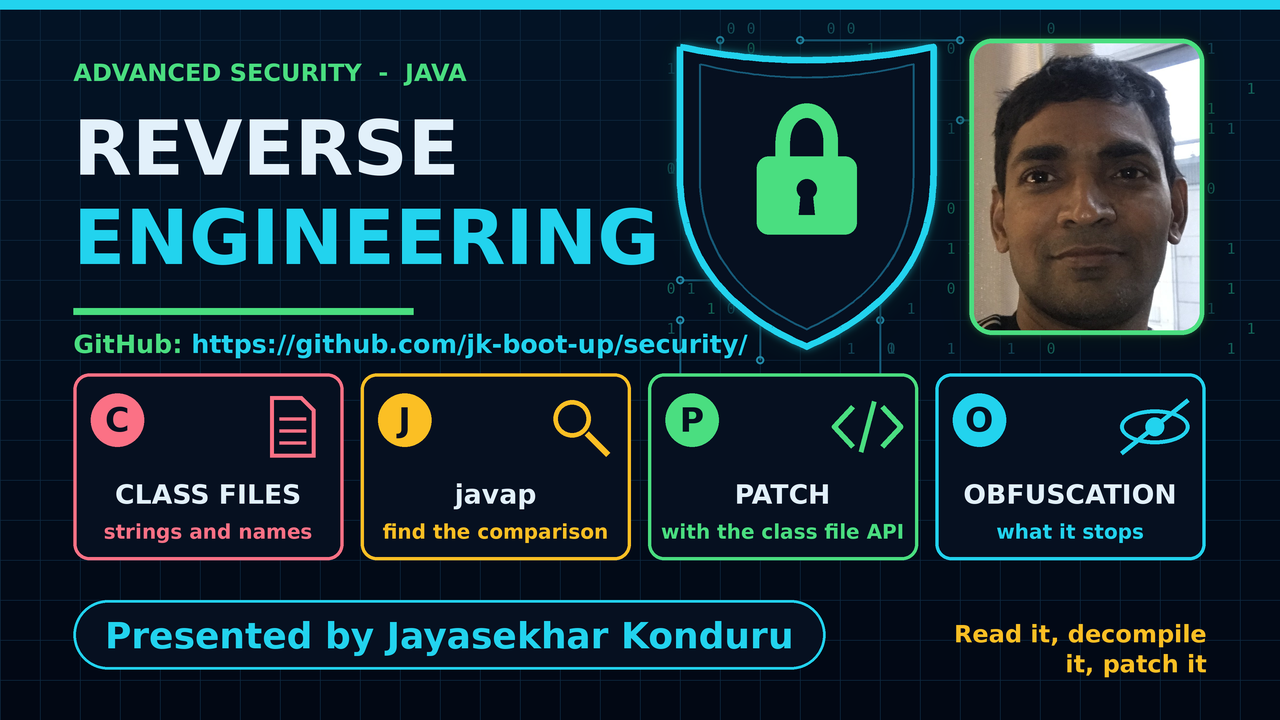 ADVANCED SECURITY - JAVA
REVERSE
ENGINEERING
GitHub: https://github.com/jk-boot-up/security/
C
CLASS FILES
strings and names
J
javap
find the comparison
P
</>
PATCH
with the class file API
O
OBFUSCATION
what it stops
Presented by Jayasekhar Konduru
Read it, decompile
it, patch it